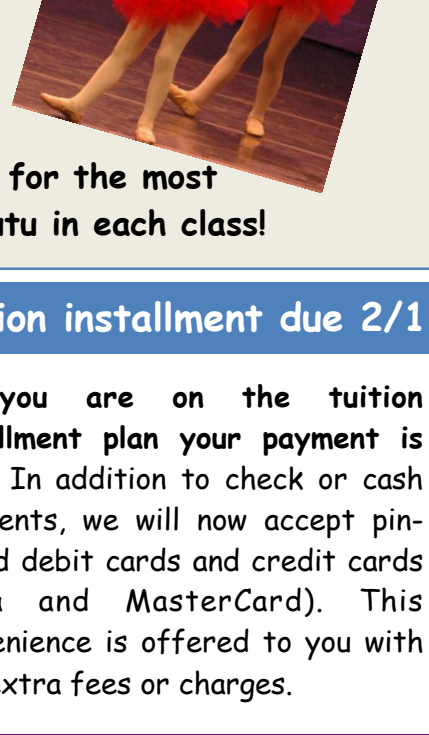 for the most
utu in each class!
ion installment due 2/1
you are on the tuition
llment plan your payment is
In addition to check or cash
ents, we will now accept pin-
d debit cards and credit cards
a and MasterCard). This
enience is offered to you with
xtra fees or charges.